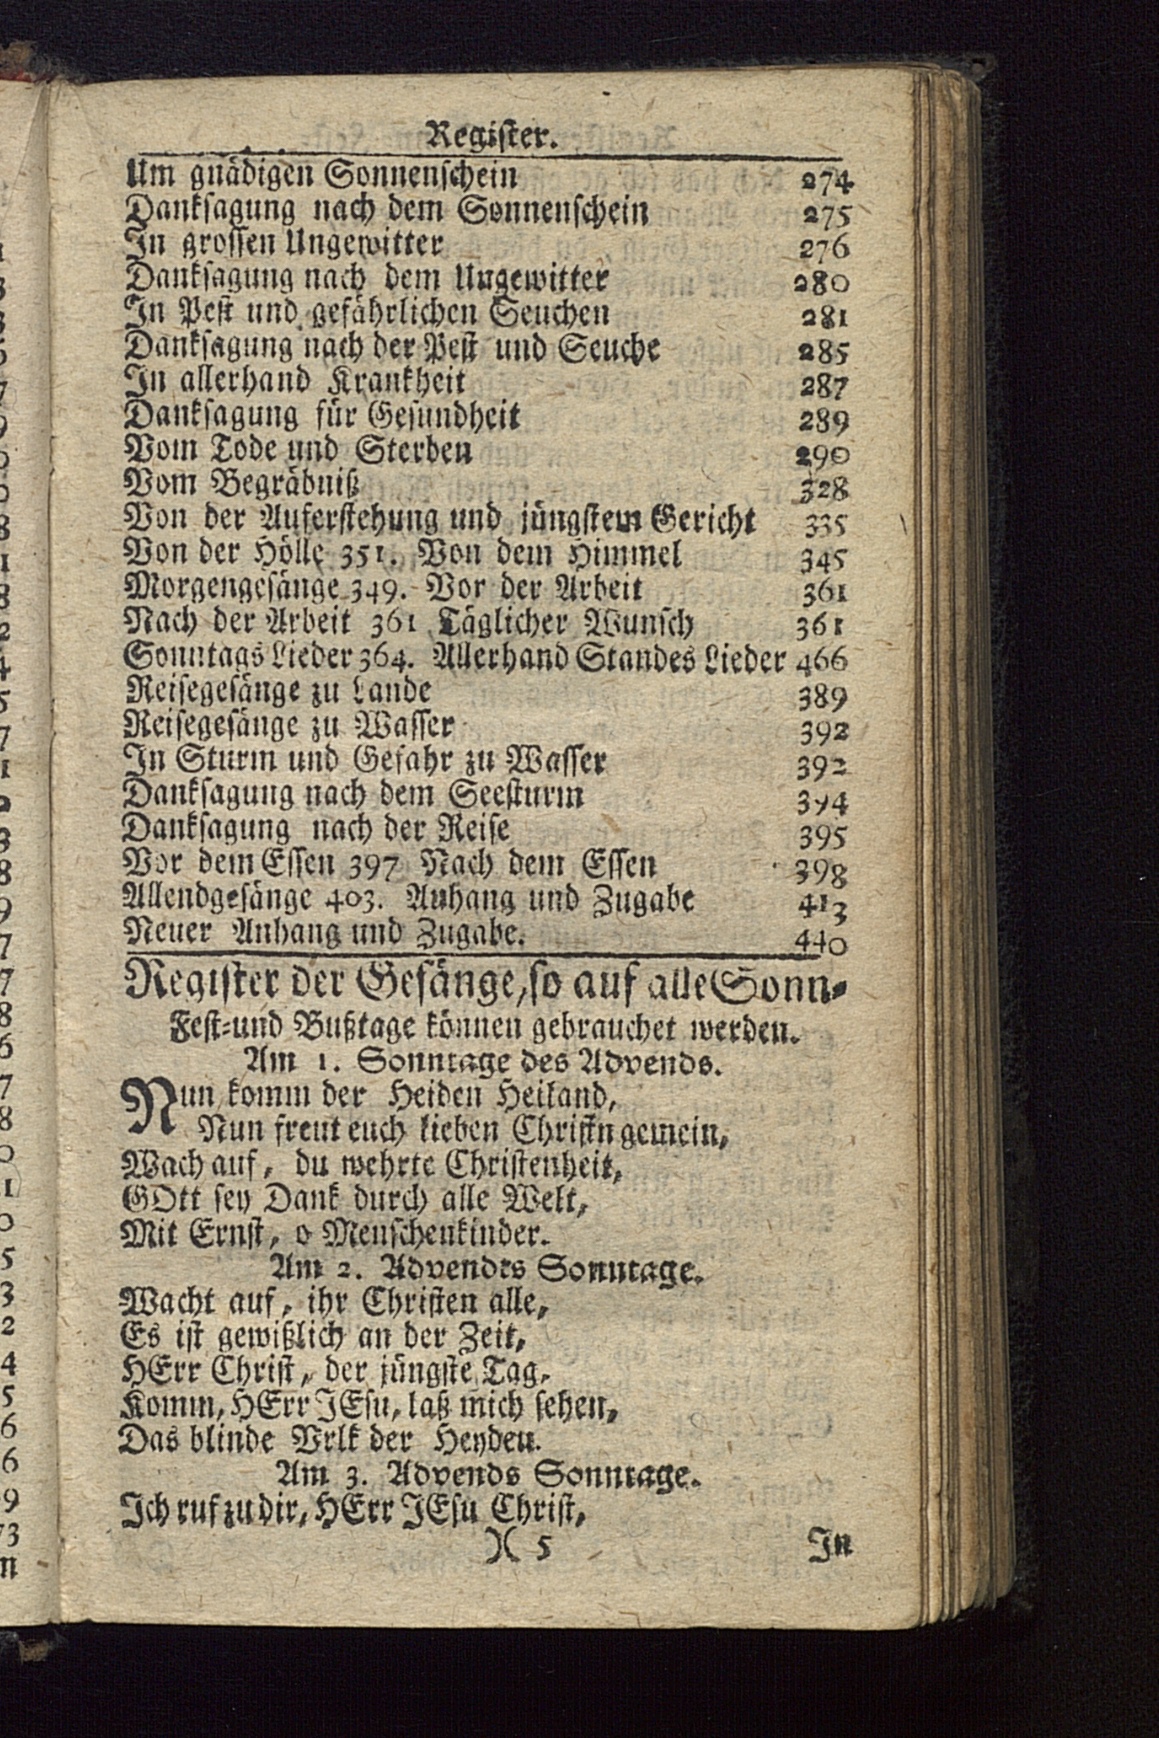 Register.
Um gnädigen Sonnenschein 274
Danksagung nach dem Sonnenschein 275
In grossen Ungewitter 276
Danksagung nach dem Ungewitter 280
In Pest und gefährlichen Seuchen 281
Danksagung nach der Pest und Seuche 285
In allerhand Krankheit 287
Danksagung für Gesundheit 289
Vom Tode und Sterben 290
Vom Begräbniß 328
Von der Auferstehung und jüngstem Gericht 335
Von der Hölle 351. Von dem Himmel 345
Morgengesänge 349. Vor der Arbeit 361
Nach der Arbeit 361 Täglicher Wunsch 361
Sonntags Lieder 364. Allerhand Standes Lieder 466
Reisegesänge zu Lande 389
Reisegesänge zu Wasser 392
In Sturm und Gefahr zu Wasser 392
Danksagung nach dem Seesturm 394
Danksagung nach der Reise 395
Vor dem Essen 397 Nach dem Essen 398
Allendgesänge 403. Anhang und Zugabe 413
Neuer Anhang und Zugabe. 440
Register der Gesänge, so auf alle Sonn-
Fest-und Bußtage können gebrauchet werden.
Am 1. Sonntage des Advends.
Nun komm der Heiden Heiland,
Nun freut euch lieben Christn gemein,
Wach auf, du wehrte Christenheit,
GOtt sey Dank durch alle Welt,
Mit Ernst, o Menschenkinder.
Am 2. Advendts Sonntage.
Wacht auf, ihr Christen alle,
Es ist gewißlich an der Zeit,
HErr Christ, der jüngste Tag,
Komm, HErr JEsu, laß mich sehen,
Das blinde Vrlk der Heyden.
Am 3. Advends Sonntage.
Ich ruf zu dir, HErr JEsu Christ,
)( 5 In